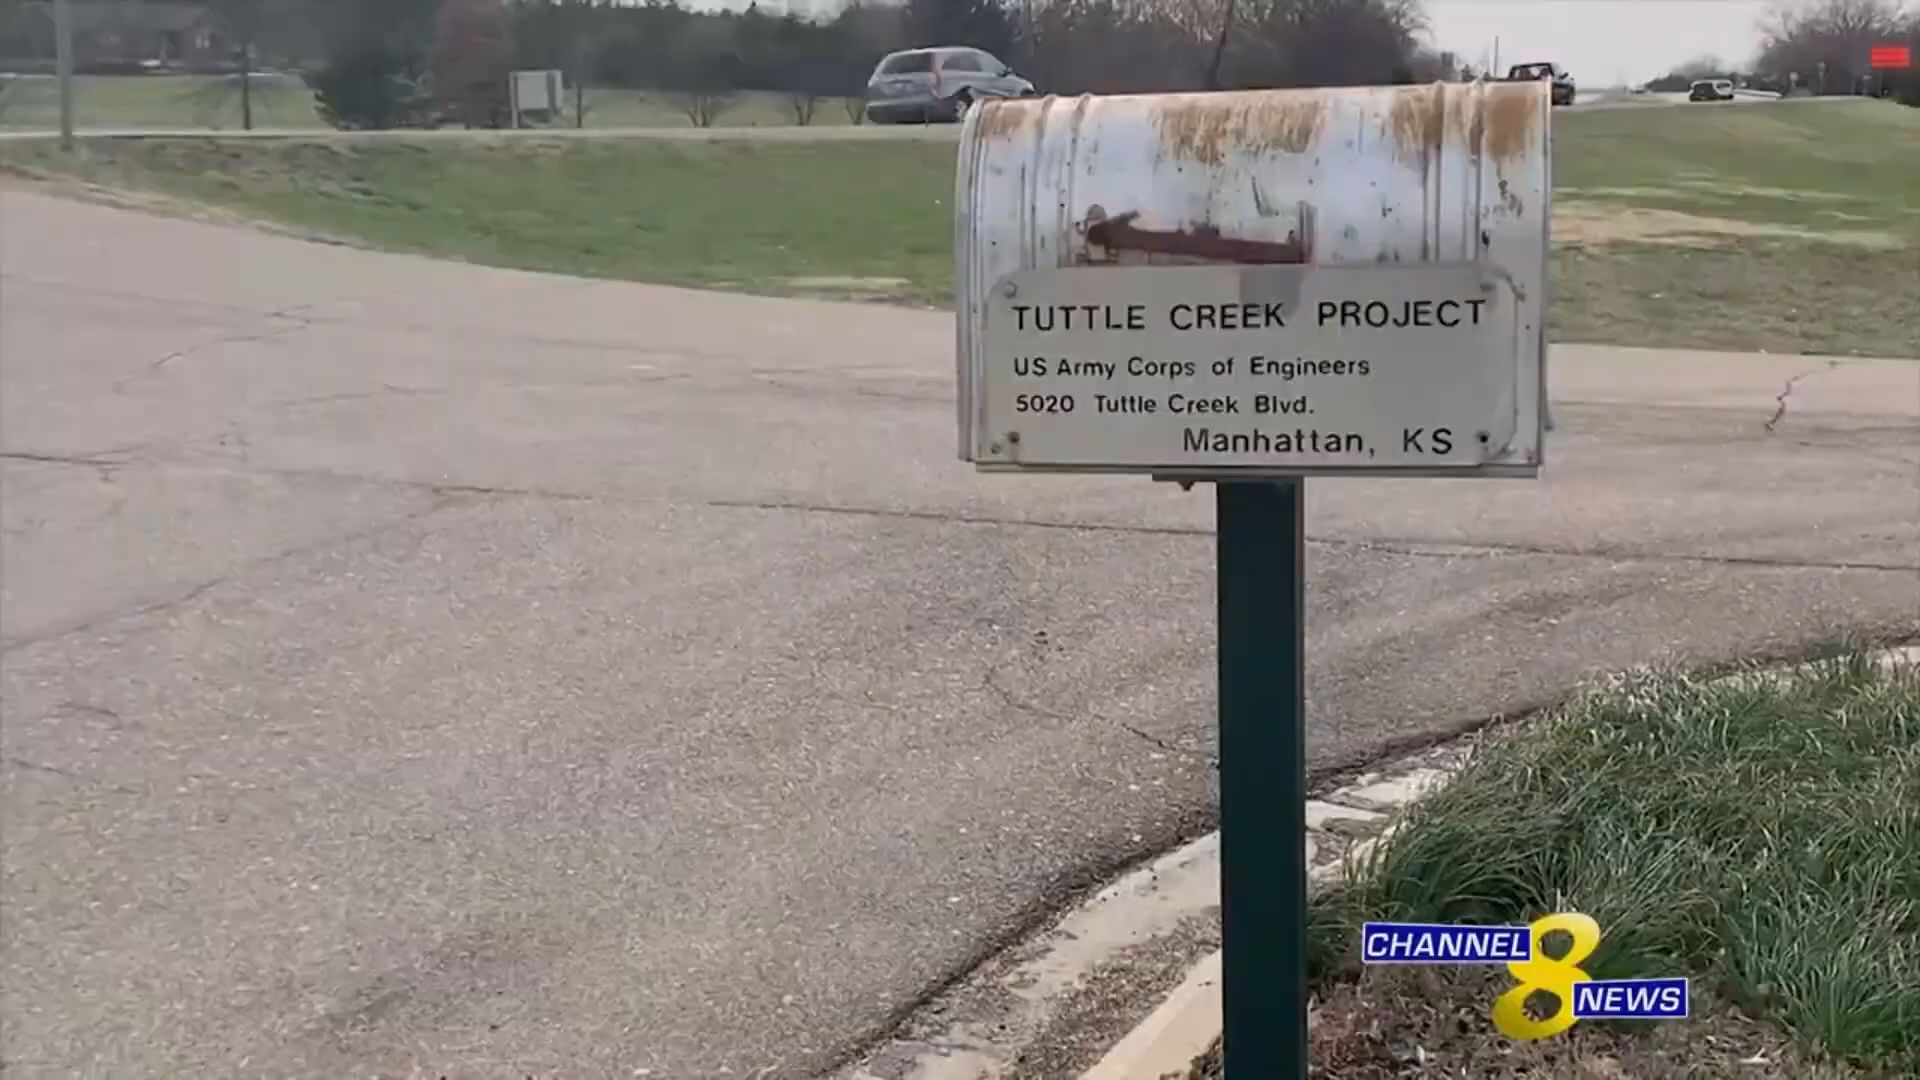 TUTTLE CREEK PROJECT
US Army Corps of Engineers
5020 Tuttle Creek Blvd.
Manhattan, KS
CHANNEL
8
NEWS